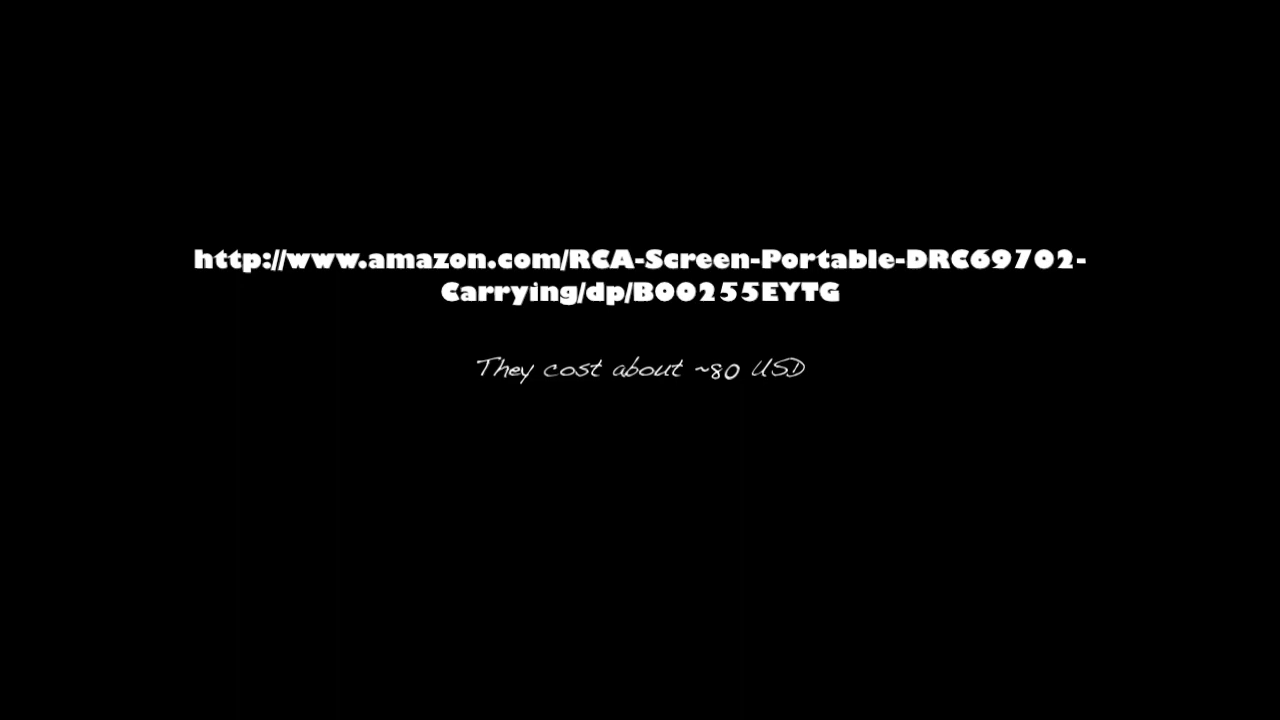 http://www.amazon.com/RCA-Screen-Portable-DRC69702-
Carrying/dp/B00255EYTG
They cost about ~80 USD